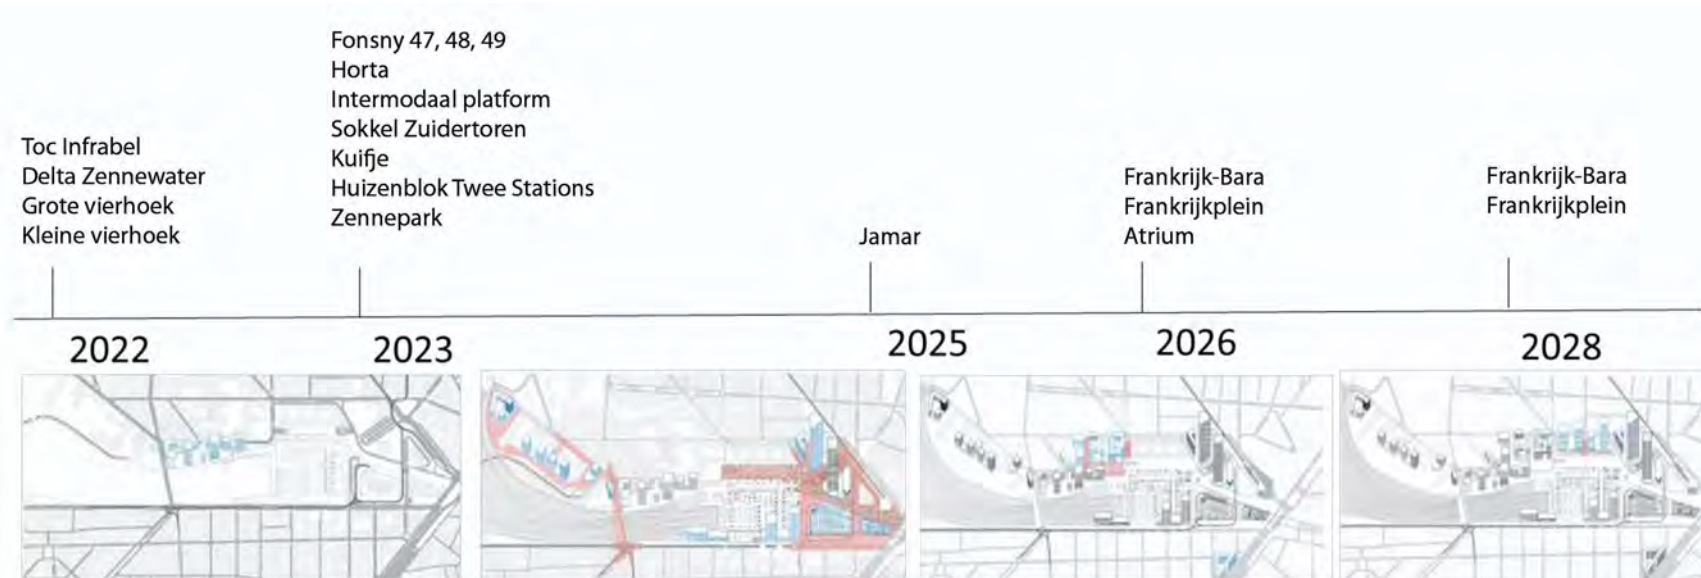 Toc Infrabel
Delta Zennewater
Grote vierhoek
Kleine vierhoek
Fonsny 47, 48, 49
Horta
Intermodaal platform
Sokkel Zuidertoren
Kuifje
Huizenblok Twee Stations
Zennepark
Jamar
Frankrijk-Bara
Frankrijkplein
Atrium
Frankrijk-Bara
Frankrijkplein
2022
2023
2025
2026
2028